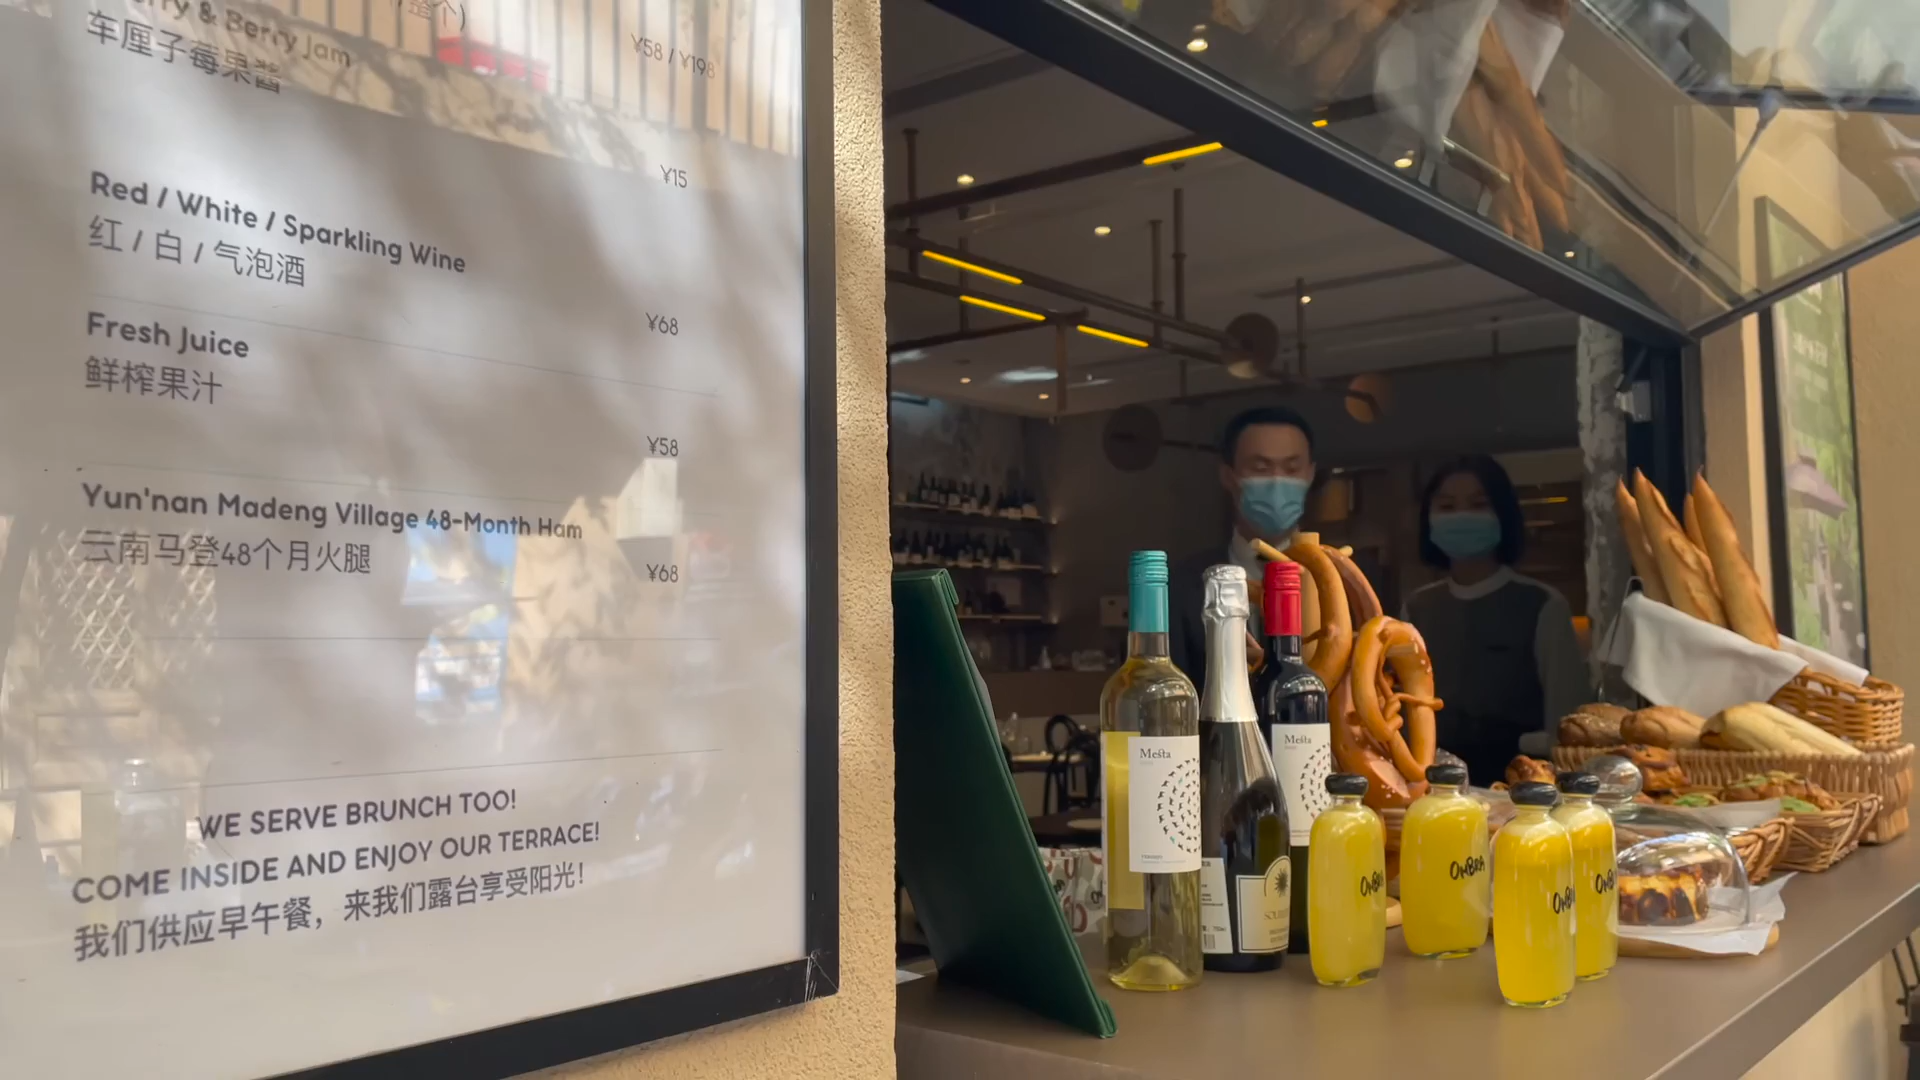 /整个)
& Berry Jam
¥58 / ¥198
车厘子莓果酱
¥15
Red / White / Sparkling Wine
红 / 白 / 气泡酒
¥68
Fresh Juice
鲜榨果汁
¥58
Yun'nan Madeng Village 48-Month Ham
云南马登48个月火腿
¥68
WE SERVE BRUNCH TOO!
COME INSIDE AND ENJOY OUR TERRACE!
我们供应早午餐，来我们露台享受阳光！
Mesta
Mesta
OMBRA